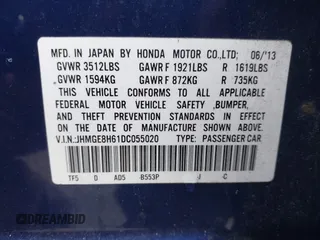 MFD. IN JAPAN BY HONDA MOTOR CO.,LTD. 06/'13
GVWR 3512LBS GAWR F 1921LBS R 1619LBS
GVWR 1594KG GAWR F 872KG R 735KG
THIS VEHICLE CONFORMS TO ALL APPLICABLE
FEDERAL MOTOR VEHICLE SAFETY ,BUMPER,
AND THEFT PREVENTION STANDARDS IN EFFECT
ON THE DATE OF MANUFACTURE SHOWN ABOVE.
V.I.N.:JHMGE8H61DC055020 TYPE: PASSENGER CAR
TF5 D AD5 B553P J -C
DREAMBID